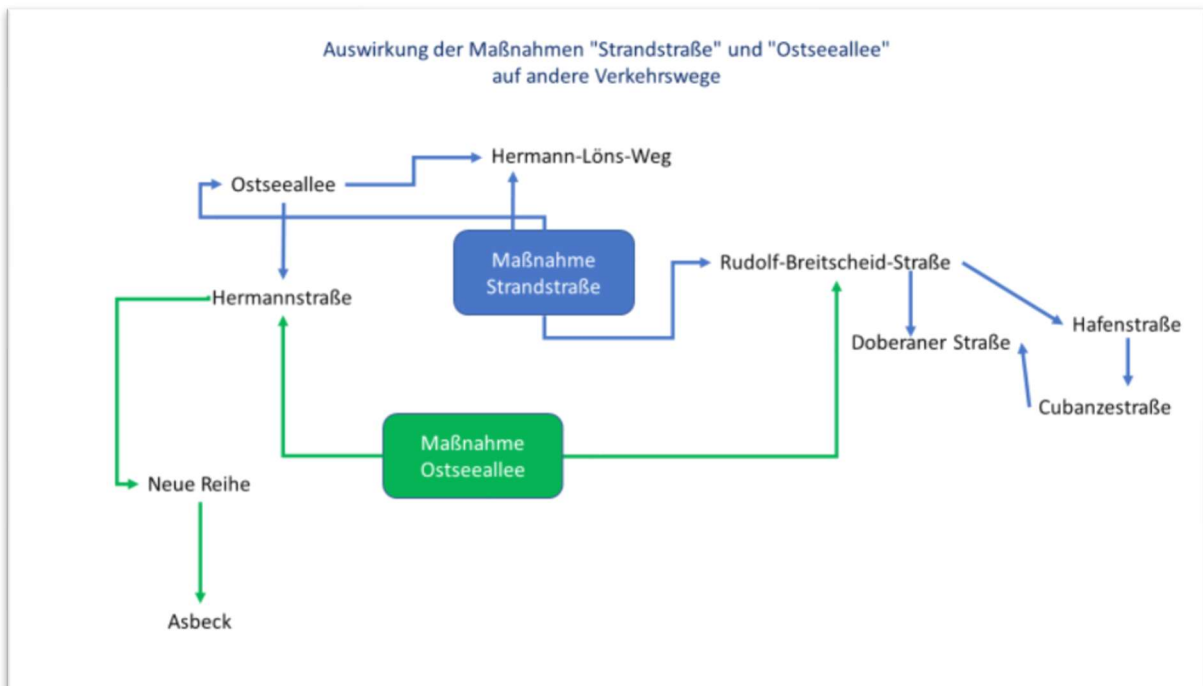 Auswirkung der Maßnahmen "Strandstraße" und "Ostseeallee"
auf andere Verkehrswege
Hermann-Löns-Weg
Ostseeallee
Maßnahme
Strandstraße
Rudolf-Breitscheid-Straße
Hermannstraße
Hafenstraße
Doberaner Straße
Cubanzestraße
Maßnahme
Ostseeallee
Neue Reihe
Asbeck